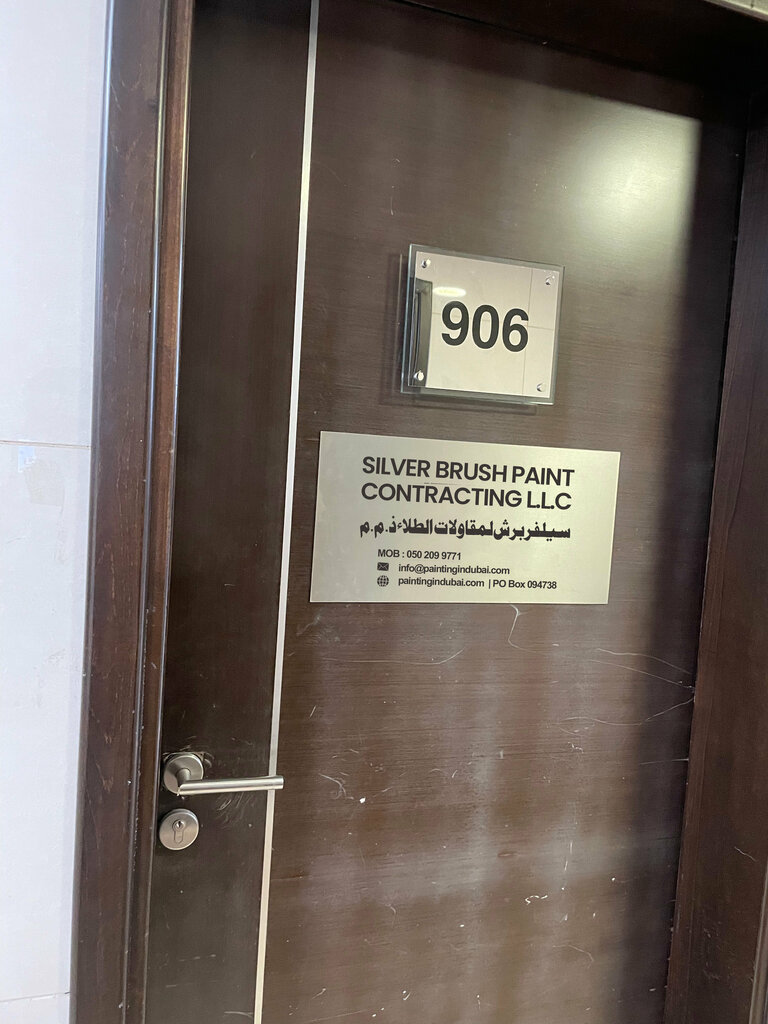 906
SILVER BRUSH PAINT
CONTRACTING L.L.C
سيلفر برش لمقاولات الطلاء ذ.م.م
MOB : 050 209 9771
info@paintingindubai.com
paintingindubai.com | PO Box 094738